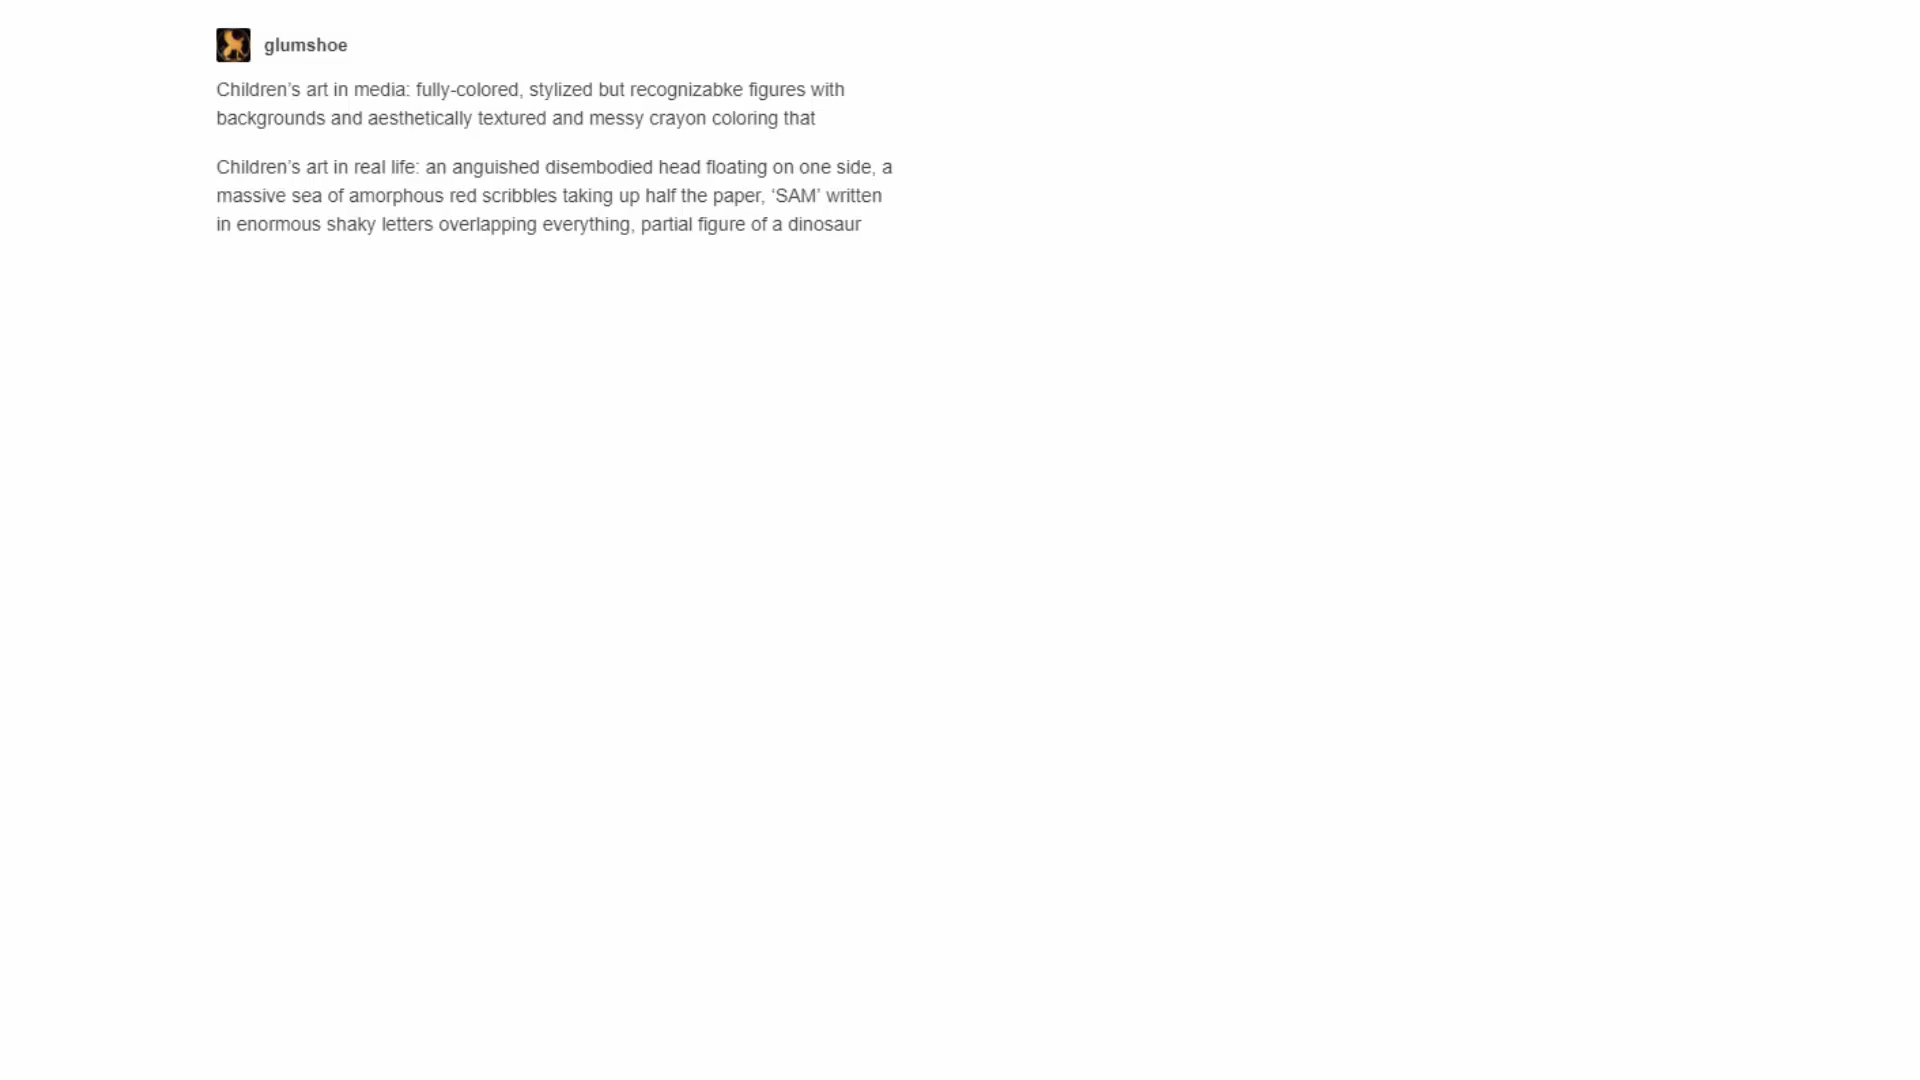 glumshoe
Children’s art in media: fully-colored, stylized but recognizabke figures with
backgrounds and aesthetically textured and messy crayon coloring that
Children’s art in real life: an anguished disembodied head floating on one side, a
massive sea of amorphous red scribbles taking up half the paper, ‘SAM’ written
in enormous shaky letters overlapping everything, partial figure of a dinosaur